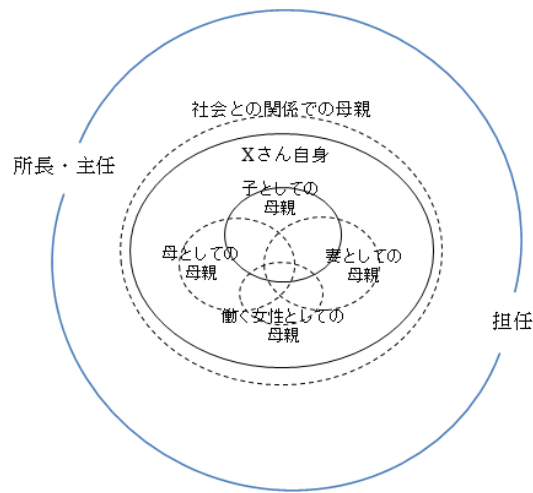 社会との関係での母親
Xさん自身
所長・主任
子としての
母親
母としての
母親
妻としての
母親
働く女性としての
母親
担任